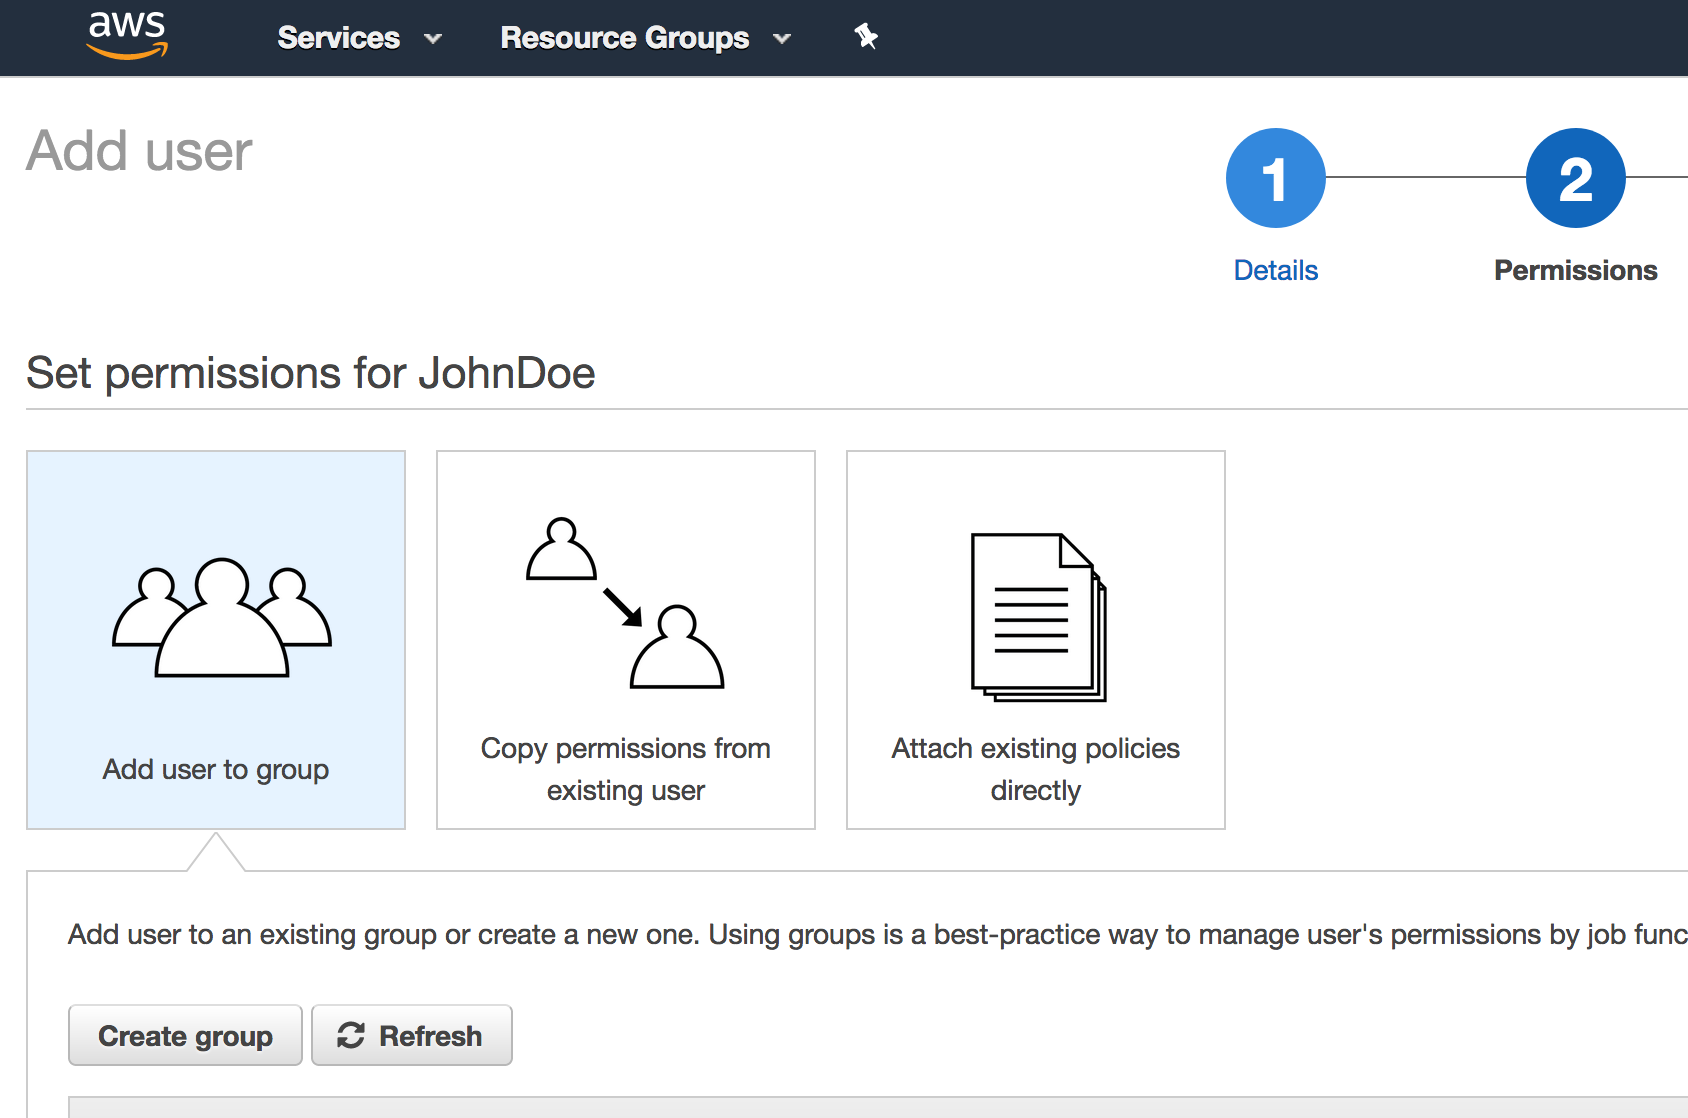 aws
Services
Resource Groups
Add user
1
2
Details
Permissions
Set permissions for JohnDoe
Add user to group
Copy permissions from
existing user
Attach existing policies
directly
Add user to an existing group or create a new one. Using groups is a best-practice way to manage user's permissions by job func
Create group
Refresh